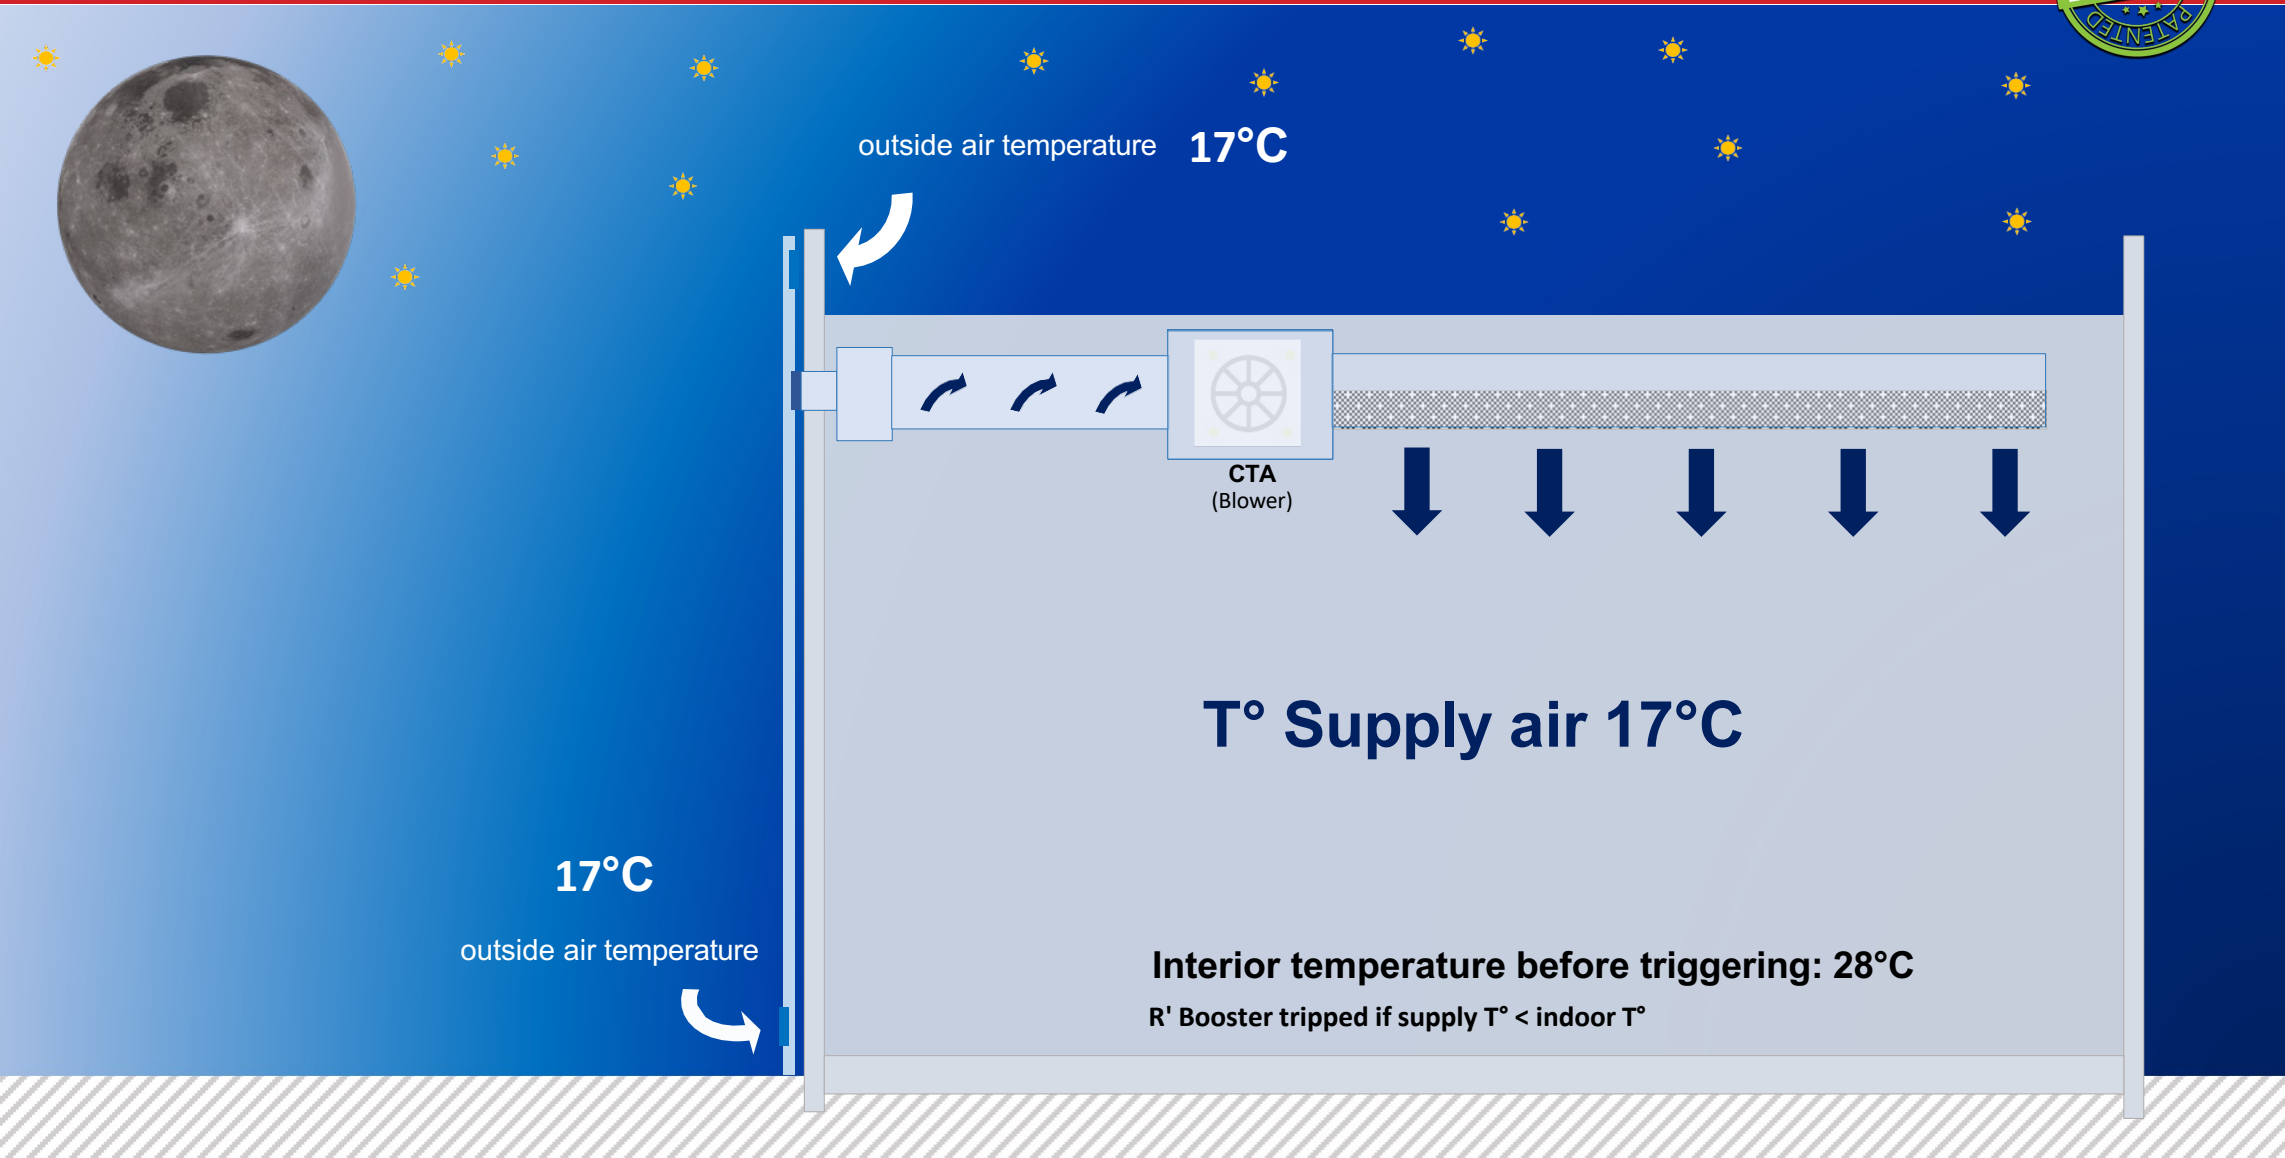 PATENTED
outside air temperature 17°C
CTA
(Blower)
T° Supply air 17°C
17°C
outside air temperature
Interior temperature before triggering: 28°C
R' Booster tripped if supply T° < indoor T°